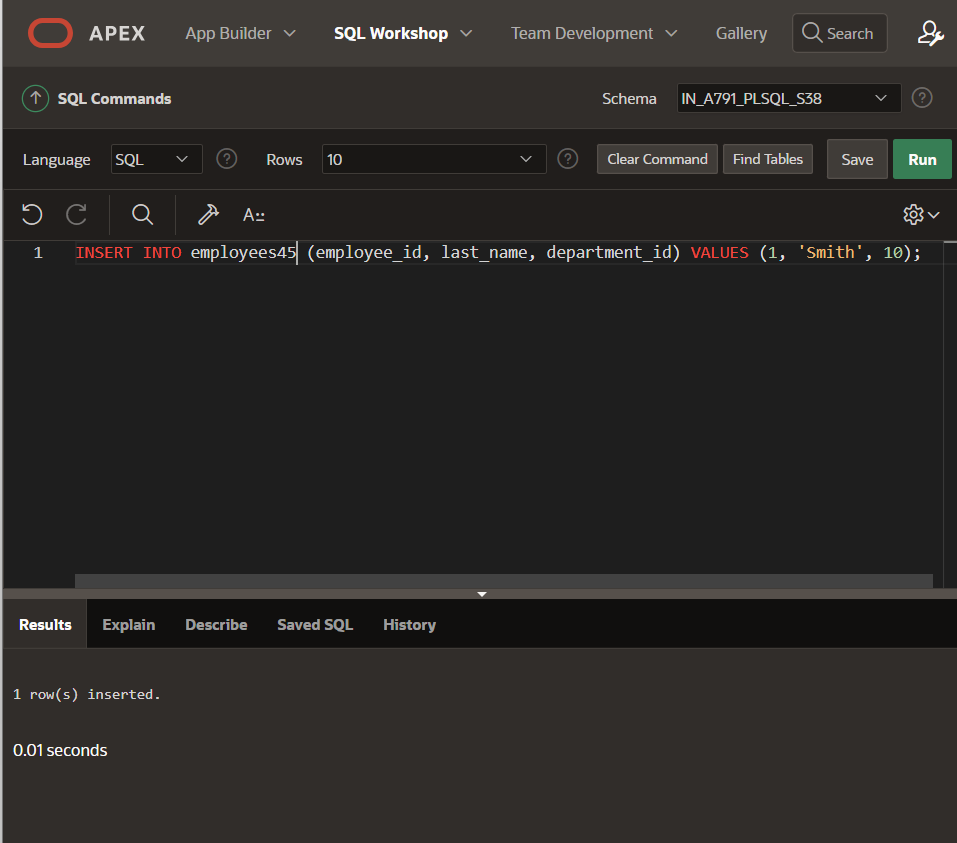 APEX App Builder SQL Workshop Team Development Gallery Search
SQL Commands Schema IN_A791_PLSQL_S38 ?
Language SQL ? Rows 10 ? Clear Command Find Tables Save Run
A::
1 INSERT INTO employees45 (employee_id, last_name, department_id) VALUES (1, 'Smith', 10);
Results Explain Describe Saved SQL History
1 row(s) inserted.
0.01 seconds